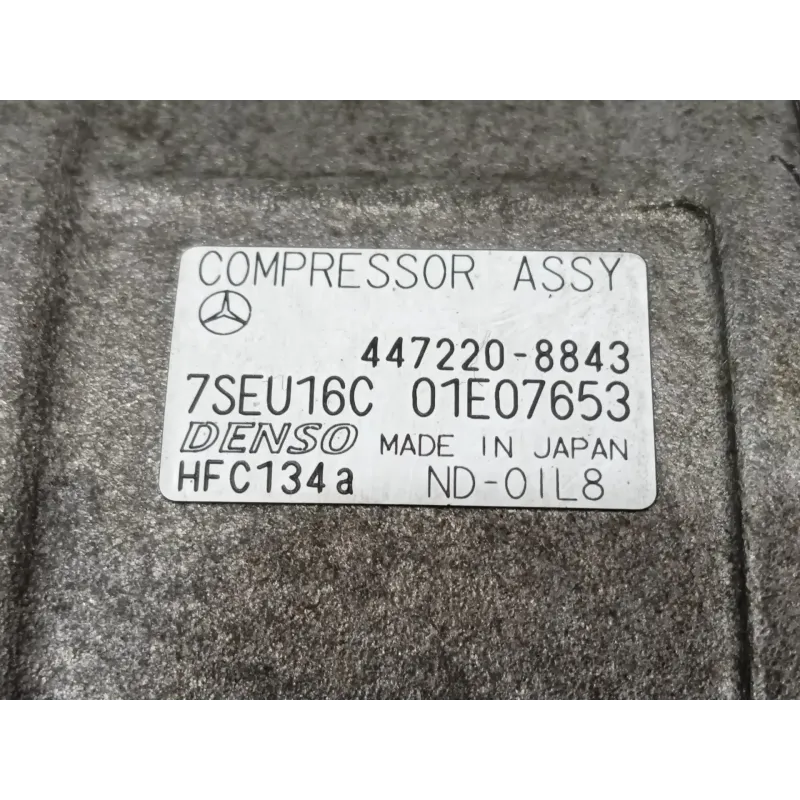 COMPRESSOR ASSY
447220-8843
7SEU16C 01E07653
DENSO MADE IN JAPAN
HFC134a ND-OIL8